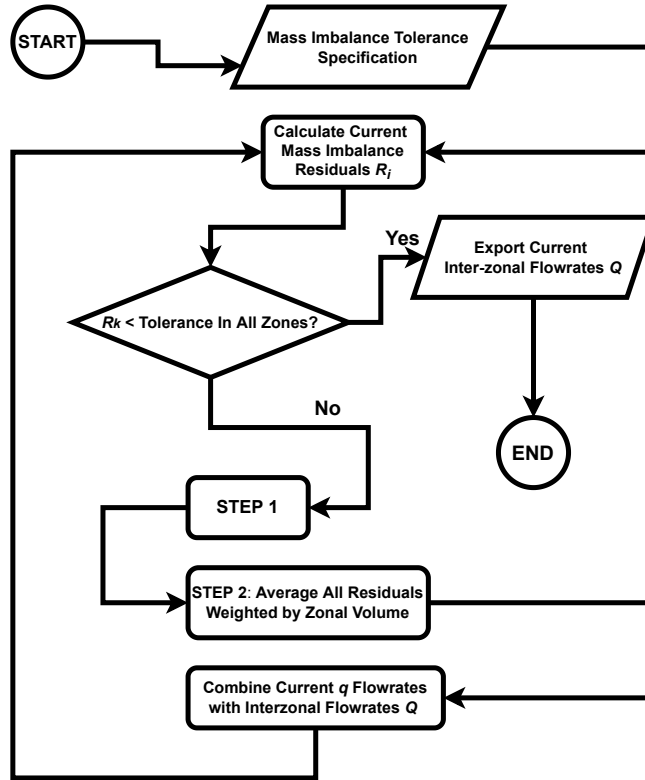 START
Mass Imbalance Tolerance
Specification
Calculate Current
Mass Imbalance
Residuals R_i
Yes
Export Current
Inter-zonal Flowrates Q
R_k < Tolerance In All Zones?
No
END
STEP 1
STEP 2: Average All Residuals
Weighted by Zonal Volume
Combine Current q Flowrates
with Interzonal Flowrates Q